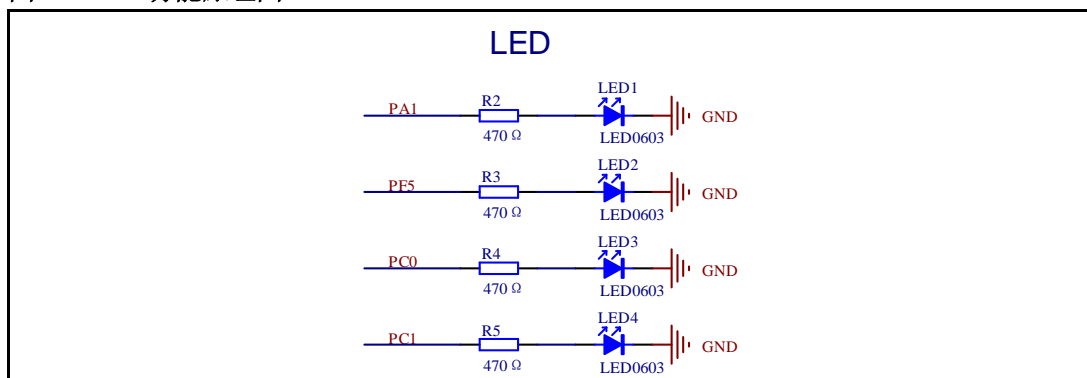 LED
LED1
PA1
R2
GND
470 Ω
LED0603
LED2
PF5
R3
GND
470 Ω
LED0603
LED3
PC0
R4
GND
470 Ω
LED0603
LED4
PC1
R5
GND
470 Ω
LED0603